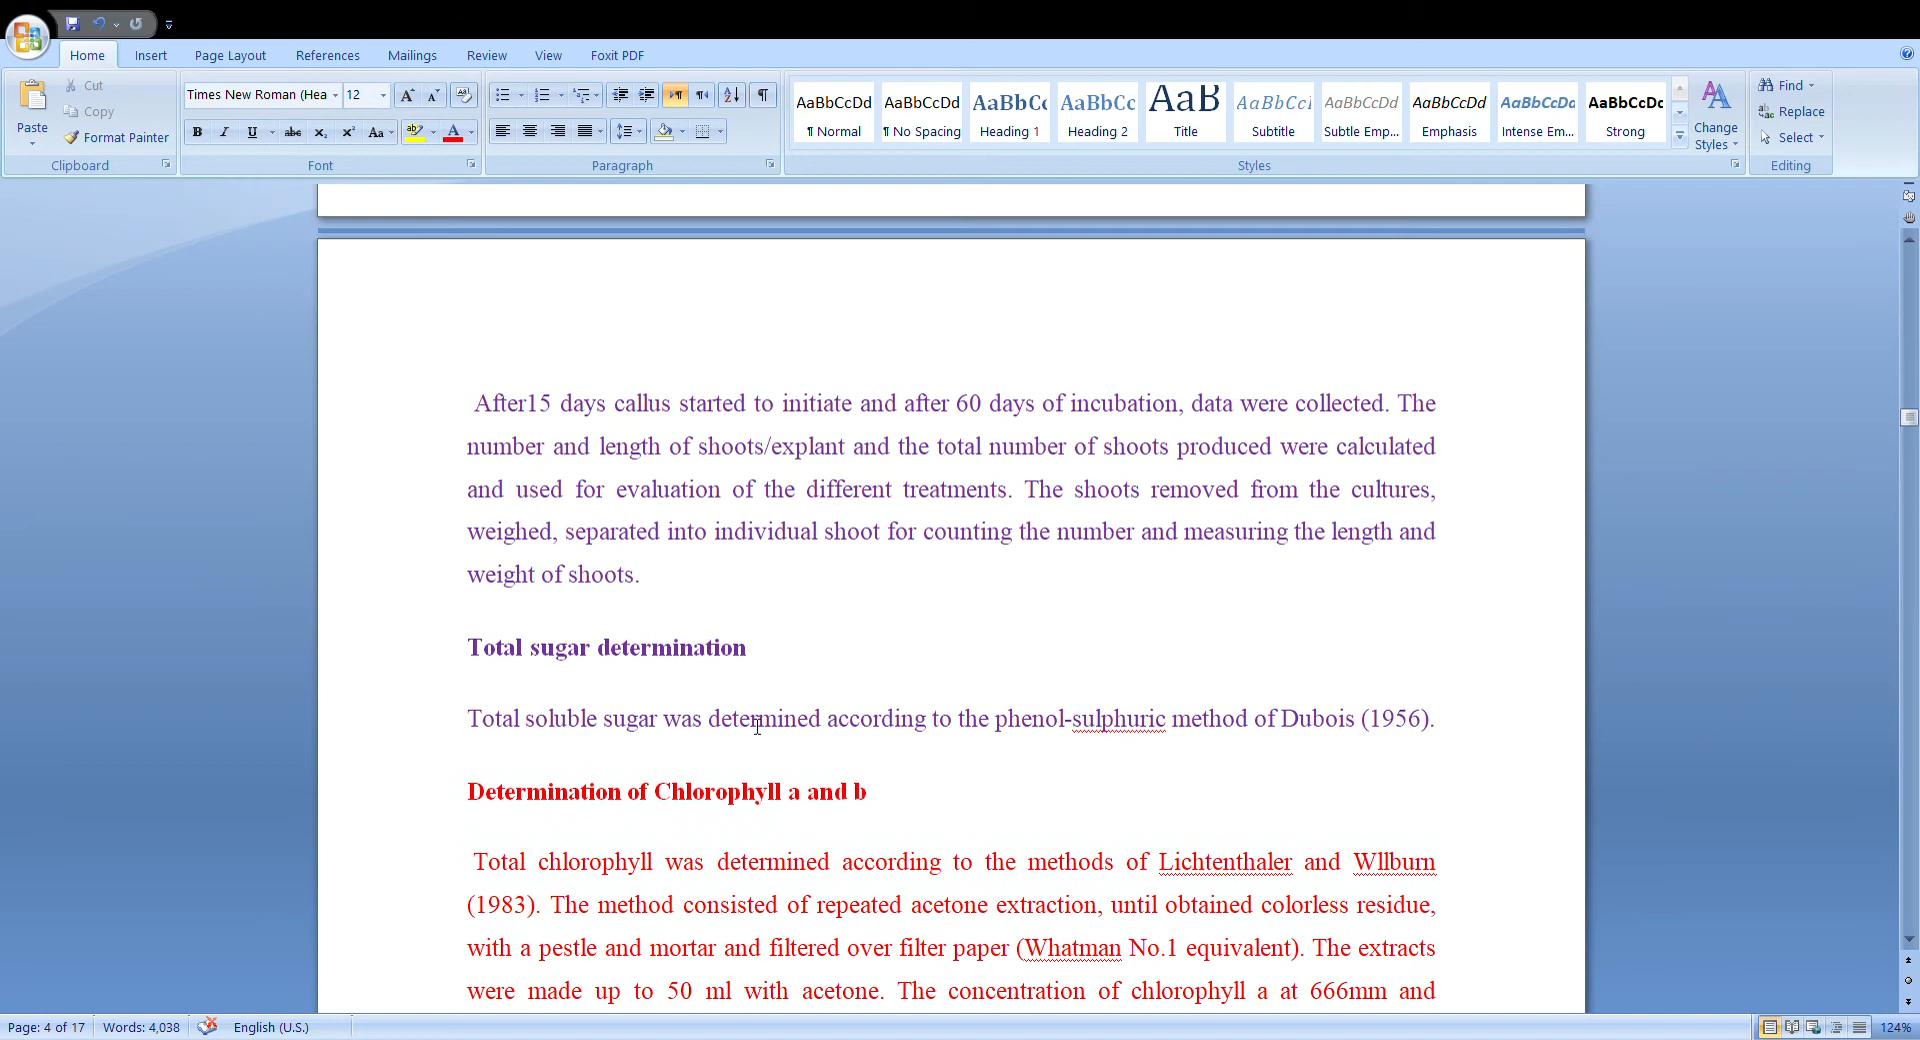 Home Insert Page Layout References Mailings Review View Foxit PDF
Paste
Cut
Copy
Format Painter
Clipboard
Times New Roman (Hea 12
Font
Paragraph
AaBbCcDd AaBbCcDd AaBbCc AaBbCc AaB AaBbCcI AaBbCcDd AaBbCcDd AaBbCcDd AaBbCcDc
¶ Normal ¶ No Spacing Heading 1 Heading 2 Title Subtitle Subtle Emp... Emphasis Intense Em... Strong
Styles
Change
Styles
Find
Replace
Select
Editing
After15 days callus started to initiate and after 60 days of incubation, data were collected. The
number and length of shoots/explant and the total number of shoots produced were calculated
and used for evaluation of the different treatments. The shoots removed from the cultures,
weighed, separated into individual shoot for counting the number and measuring the length and
weight of shoots.
Total sugar determination
Total soluble sugar was determined according to the phenol-sulphuric method of Dubois (1956).
Determination of Chlorophyll a and b
Total chlorophyll was determined according to the methods of Lichtenthaler and Wllburn
(1983). The method consisted of repeated acetone extraction, until obtained colorless residue,
with a pestle and mortar and filtered over filter paper (Whatman No.1 equivalent). The extracts
were made up to 50 ml with acetone. The concentration of chlorophyll a at 666mm and
Page: 4 of 17 Words: 4,038 English (U.S.) 124%